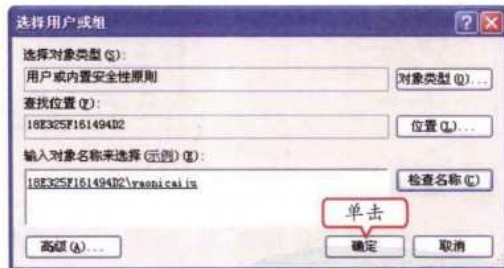 选择用户或组
选择对象类型(S):
用户或内置安全性原则
对象类型(O)...
查找位置(F):
18E325F161494D2
位置(L)...
输入对象名称来选择(示例)(E):
18E325F161494D2\yaonicaiju
检查名称(C)
单击
高级(A)...
确定
取消